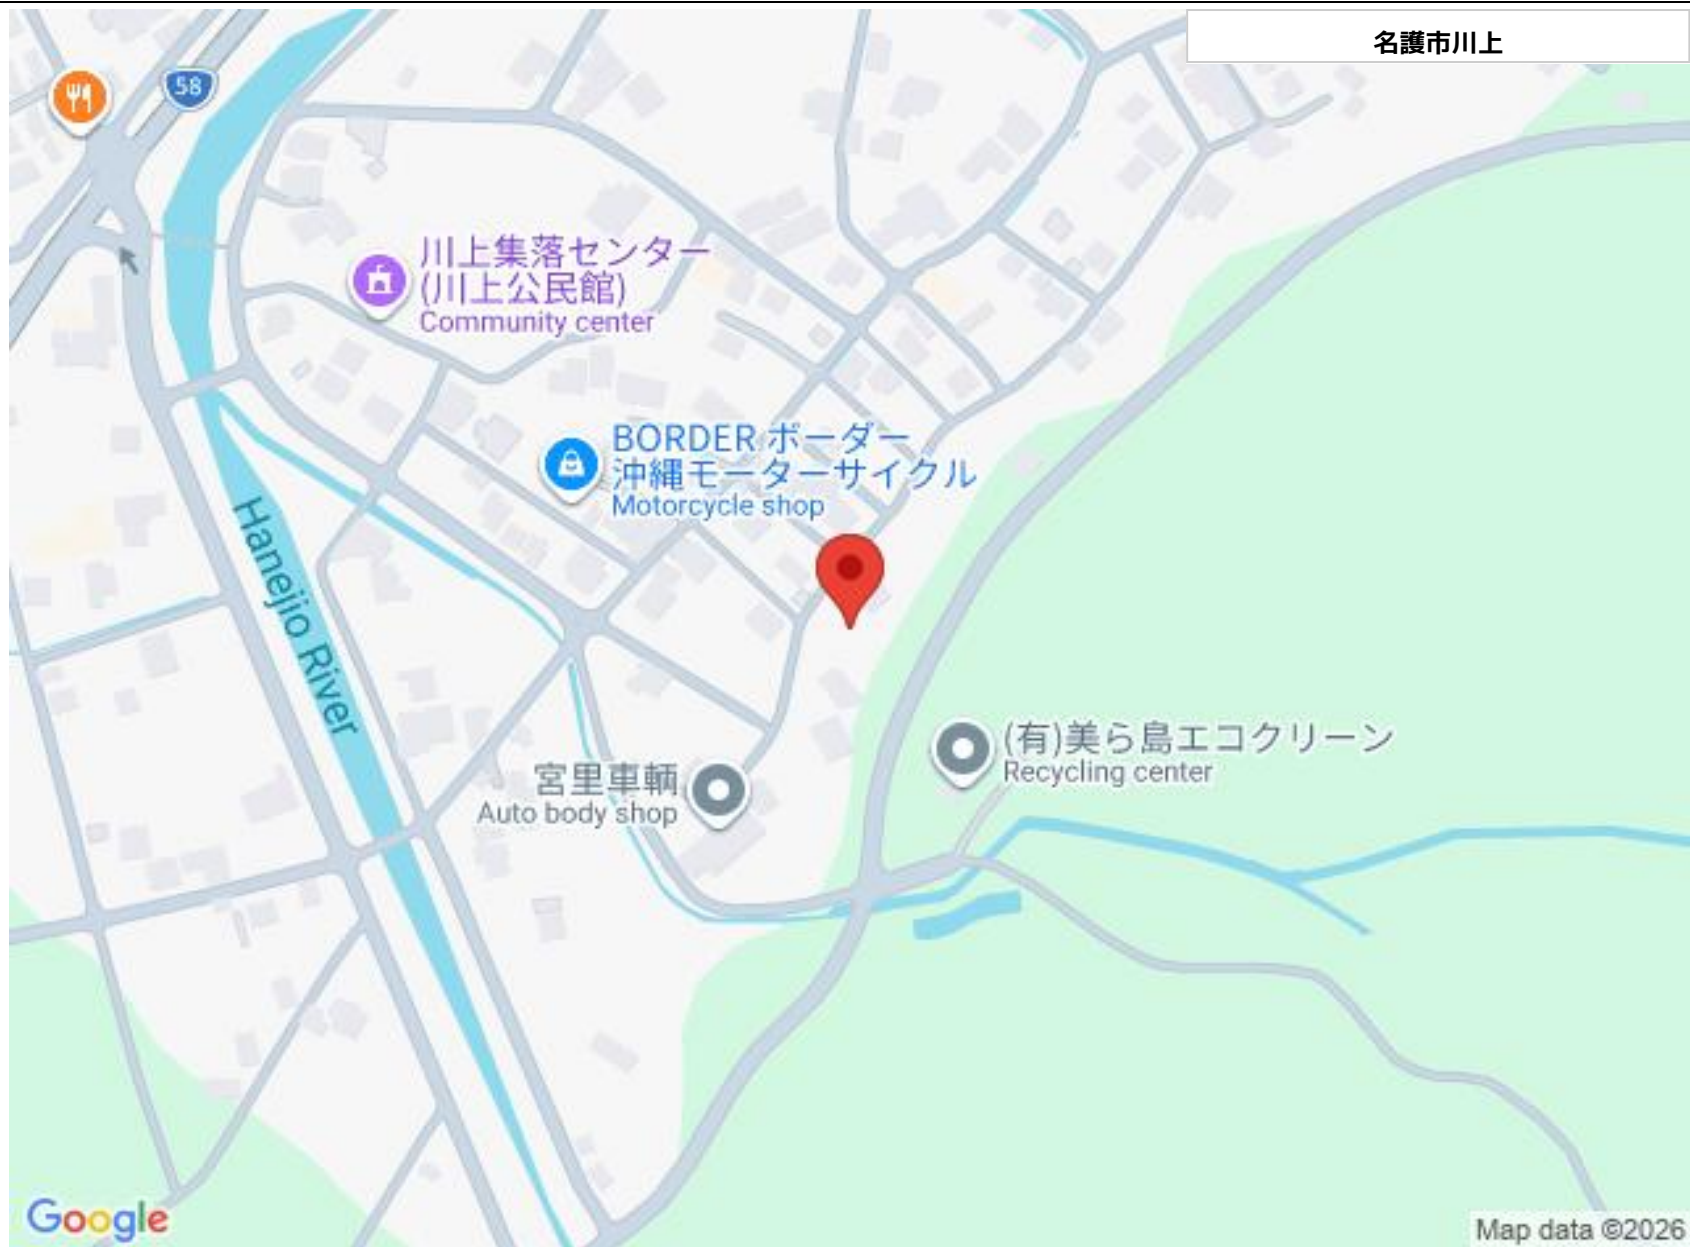 名護市川上
58
川上集落センター
(川上公民館)
Community center
BORDER ボーダー
沖縄モーターサイクル
Motorcycle shop
Hanejio River
(有)美ら島エコクリーン
Recycling center
宮里車輌
Auto body shop
Google
Map data ©2026